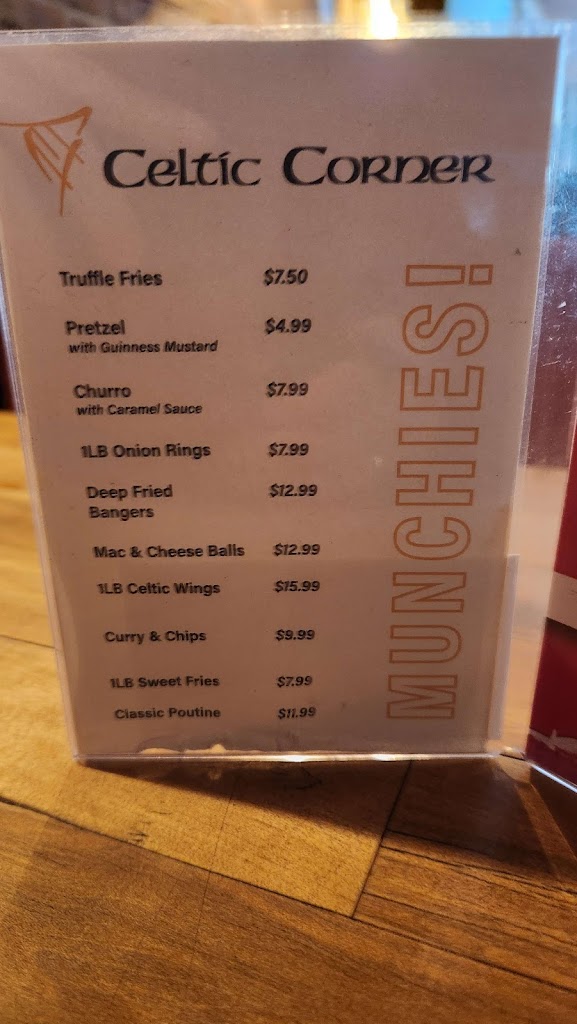 Celtic Corner
Truffle Fries $7.50
Pretzel $4.99
with Guinness Mustard
Churro $7.99
with Caramel Sauce
1LB Onion Rings $7.99
Deep Fried $12.99
Bangers
Mac & Cheese Balls $12.99
1LB Celtic Wings $15.99
Curry & Chips $9.99
1LB Sweet Fries $7.99
Classic Poutine $11.99
MUNCHIES!